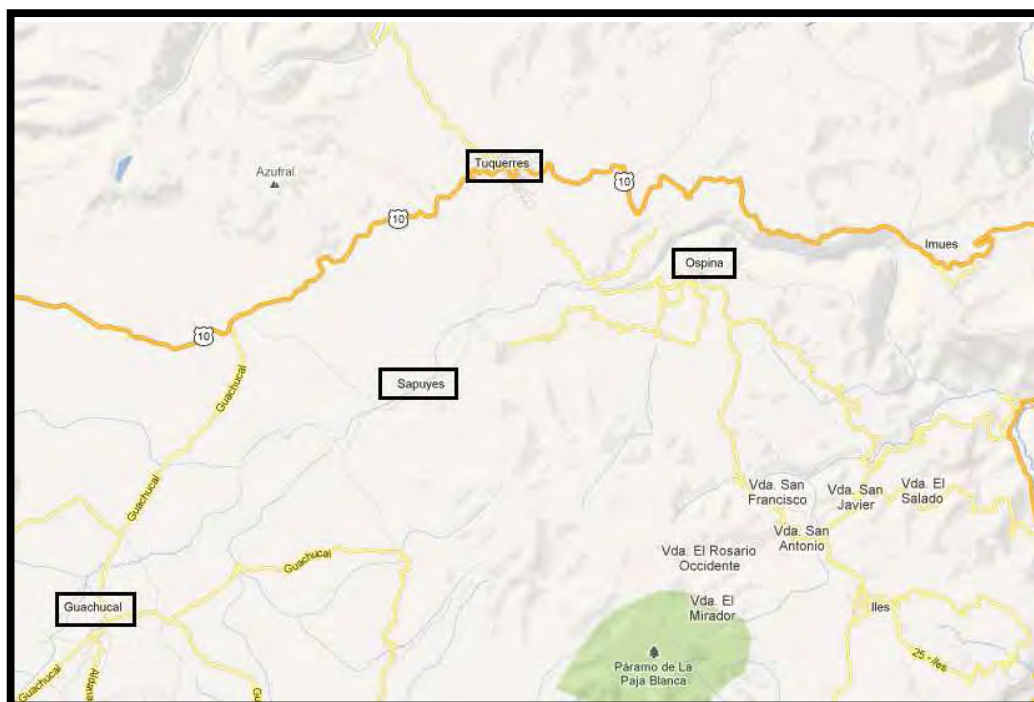 Tuquerres
Azufral
10
10
Ospina
Imues
10
Sapuyes
Guachucal
Guachucal
Vda. San
Francisco
Vda. San
Javier
Vda. El
Salado
Vda. San
Antonio
Vda. El Rosario
Occidente
Guachucal
Guachucal
Vda. El
Mirador
Iles
25 - Iles
Páramo de La
Paja Blanca
Guachucal
Aldana
Gu